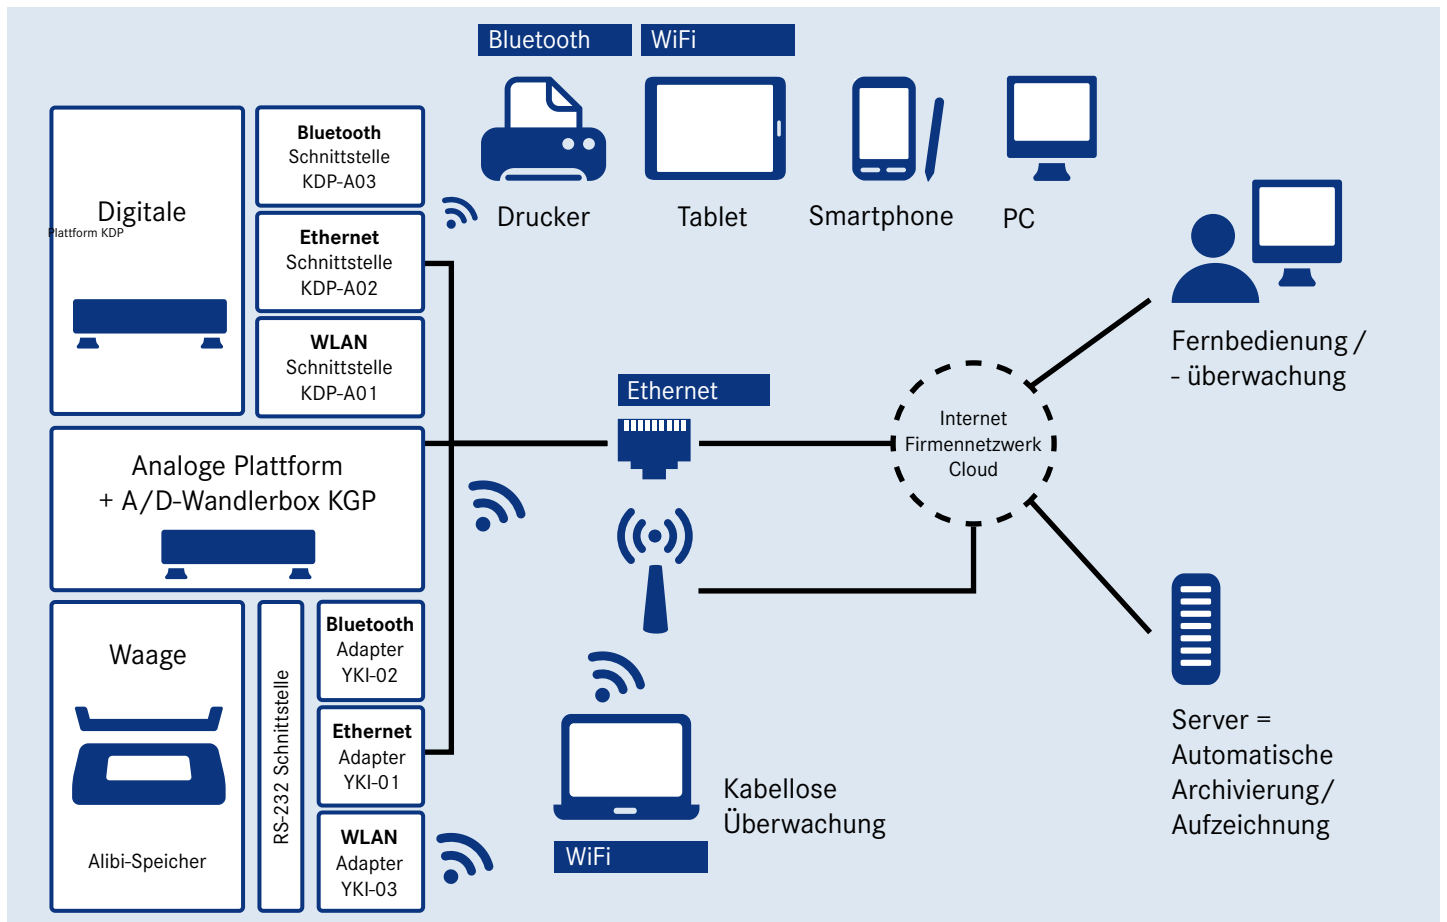 Bluetooth
WiFi
Drucker
Tablet
Smartphone
PC
Digitale
Plattform KDP
Bluetooth
Schnittstelle
KDP-A03
Ethernet
Schnittstelle
KDP-A02
WLAN
Schnittstelle
KDP-A01
Analoge Plattform
+ A/D-Wandlerbox KGP
Waage
Alibi-Speicher
RS-232 Schnittstelle
Bluetooth
Adapter
YKI-02
Ethernet
Adapter
YKI-01
WLAN
Adapter
YKI-03
Ethernet
Internet
Firmennetzwerk
Cloud
Kabellose
Überwachung
WiFi
Fernbedienung /
- überwachung
Server =
Automatische
Archivierung/
Aufzeichnung